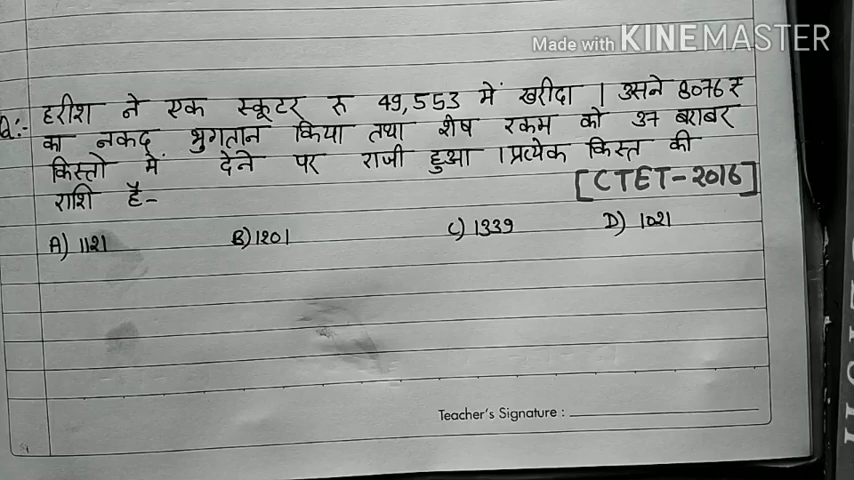 Made with KINEMASTER
Q:- हरीश ने एक स्कूटर रु 49,553 में खरीदा । उसने 8076 ₹
का नकद भुगतान किया तथा शेष रकम को 37 बराबर
किस्तो में देने पर राजी हुआ । प्रत्येक किस्त की
राशि है- [CTET-2016]
A) 1121 B) 1201 C) 1339 D) 1021
Teacher's Signature :